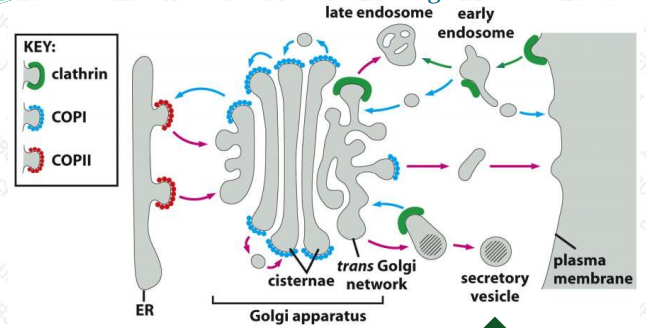 late endosome
early
endosome
KEY:
clathrin
COPI
COPII
trans Golgi
network
cisternae
secretory
vesicle
plasma
membrane
ER
Golgi apparatus